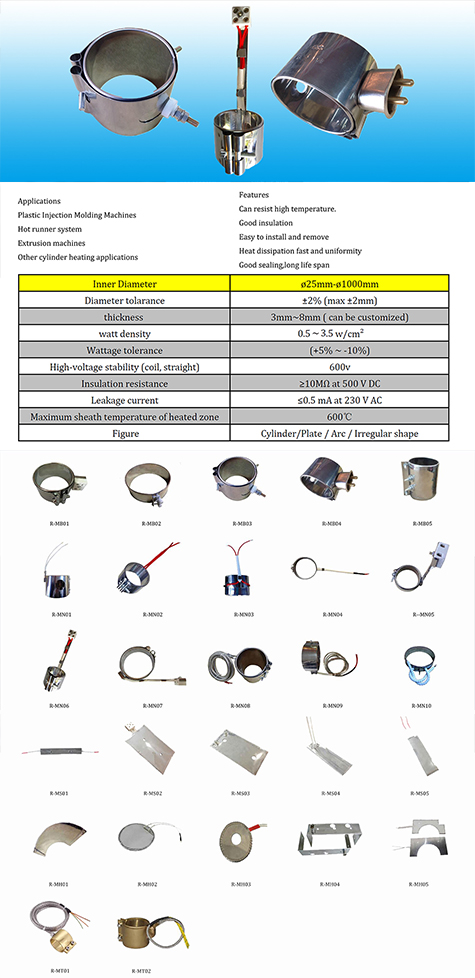 Applications
Plastic Injection Molding Machines
Hot runner system
Extrusion machines
Other cylinder heating applications
Features
Can resist high temperature.
Good insulation
Easy to install and remove
Heat dissipation fast and uniformity
Good sealing,long life span
Inner Diameter ø25mm-ø1000mm
Diameter tolarance ±2% (max ±2mm)
thickness 3mm~8mm ( can be customized)
watt density 0.5 ~ 3.5 w/cm²
Wattage tolerance (+5% ~ -10%)
High-voltage stability (coil, straight) 600v
Insulation resistance ≥10MΩ at 500 V DC
Leakage current ≤0.5 mA at 230 V AC
Maximum sheath temperature of heated zone 600℃
Figure Cylinder/Plate / Arc / Irregular shape
R-MB01 R-MB02 R-MB03 R-MB04 R-MB05
R-MN01 R-MN02 R-MN03 R-MN04 R--MN05
R-MN06 R-MN07 R-MN08 R-MN09 R-MN10
R-MS01 R-MS02 R-MS03 R-MS04 R-MS05
R-MH01 R-MH02 R-MH03 R-MH04 R-MH05
R-MT01 R-MT02